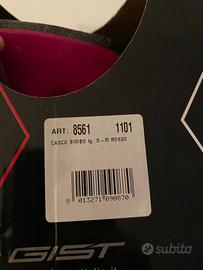 ART: 8561 1101
CASCO BIMBO tg. S-M ROSSO
8 013271 090870
GIST
subito